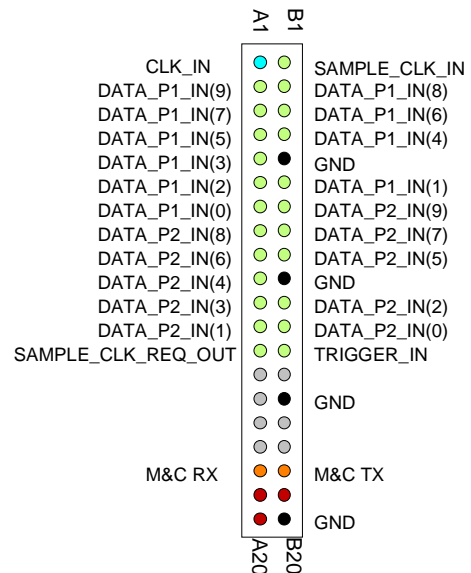 A1 B1
CLK_IN SAMPLE_CLK_IN
DATA_P1_IN(9) DATA_P1_IN(8)
DATA_P1_IN(7) DATA_P1_IN(6)
DATA_P1_IN(5) DATA_P1_IN(4)
DATA_P1_IN(3) GND
DATA_P1_IN(2) DATA_P1_IN(1)
DATA_P1_IN(0) DATA_P2_IN(9)
DATA_P2_IN(8) DATA_P2_IN(7)
DATA_P2_IN(6) DATA_P2_IN(5)
DATA_P2_IN(4) GND
DATA_P2_IN(3) DATA_P2_IN(2)
DATA_P2_IN(1) DATA_P2_IN(0)
SAMPLE_CLK_REQ_OUT TRIGGER_IN
GND
M&C RX M&C TX
GND
A20 B20